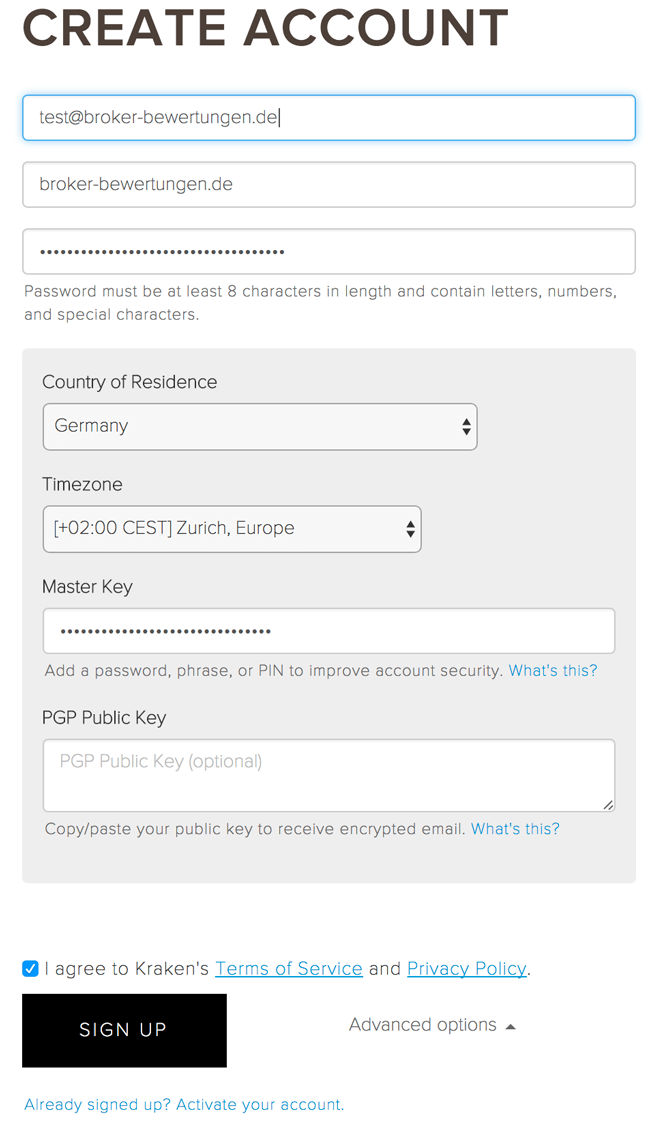 CREATE ACCOUNT
test@broker-bewertungen.de
broker-bewertungen.de
••••••••••••••••••••••••••••••••••••
Password must be at least 8 characters in length and contain letters, numbers,
and special characters.
Country of Residence
Germany
Timezone
[+02:00 CEST] Zurich, Europe
Master Key
•••••••••••••••••••••••••••••••
Add a password, phrase, or PIN to improve account security. What's this?
PGP Public Key
PGP Public Key (optional)
Copy/paste your public key to receive encrypted email. What's this?
I agree to Kraken's Terms of Service and Privacy Policy.
SIGN UP
Advanced options
Already signed up? Activate your account.